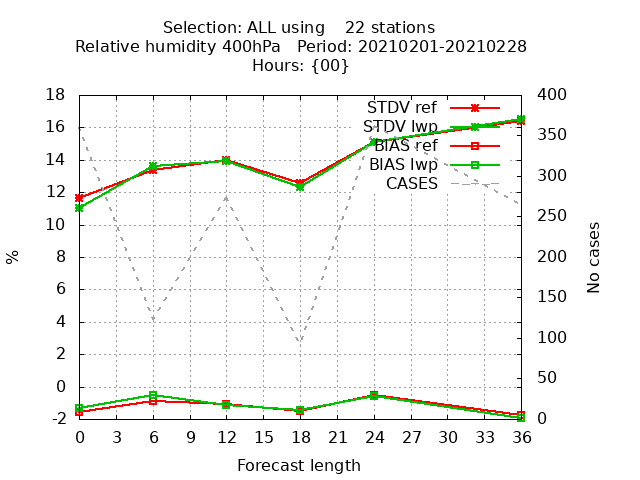 Selection: ALL using    22 stations
Relative humidity 400hPa   Period: 20210201-20210228
Hours: {00}
STDV ref
STDV lwp
BIAS ref
BIAS lwp
CASES
18
16
14
12
10
8
6
4
2
0
-2
%
400
350
300
250
200
150
100
50
0
No cases
0 3 6 9 12 15 18 21 24 27 30 33 36
Forecast length